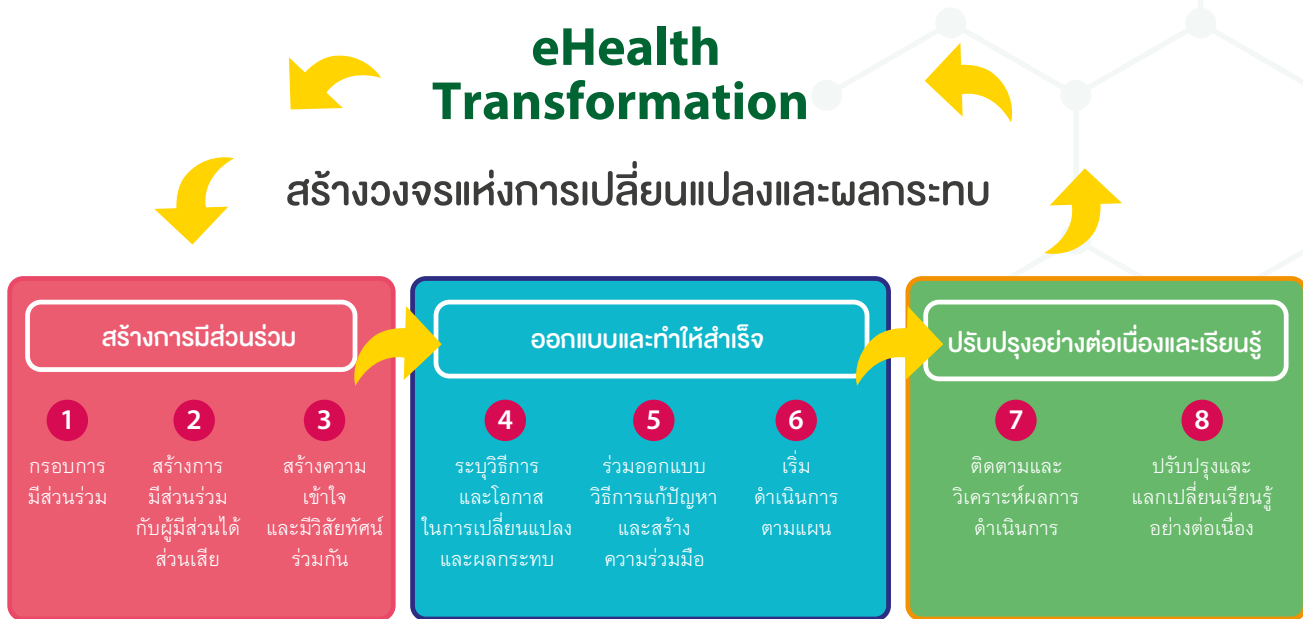 eHealth
Transformation
สร้างวงจรแห่งการเปลี่ยนแปลงและผลกระทบ
สร้างการมีส่วนร่วม
1
กรอบการ
มีส่วนร่วม
2
สร้างการ
มีส่วนร่วม
กับผู้มีส่วนได้
ส่วนเสีย
3
สร้างความ
เข้าใจ
และมีวิสัยทัศน์
ร่วมกัน
ออกแบบและทำให้สำเร็จ
4
ระบุวิธีการ
และโอกาส
ในการเปลี่ยนแปลง
และผลกระทบ
5
ร่วมออกแบบ
วิธีการแก้ปัญหา
และสร้าง
ความร่วมมือ
6
เริ่ม
ดำเนินการ
ตามแผน
ปรับปรุงอย่างต่อเนื่องและเรียนรู้
7
ติดตามและ
วิเคราะห์ผลการ
ดำเนินการ
8
ปรับปรุงและ
แลกเปลี่ยนเรียนรู้
อย่างต่อเนื่อง